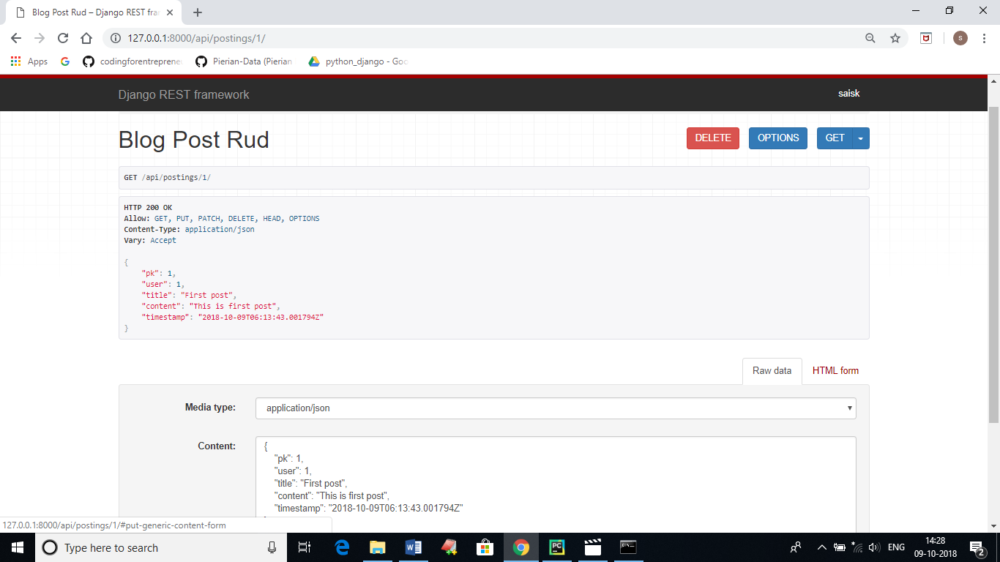 Blog Post Rud – Django REST fra
127.0.0.1:8000/api/postings/1/
S
Apps
codingforentreprene
Pierian-Data (Pierian
python_django - Goo
Django REST framework
saisk
Blog Post Rud
DELETE
OPTIONS
GET
GET /api/postings/1/
HTTP 200 OK
Allow: GET, PUT, PATCH, DELETE, HEAD, OPTIONS
Content-Type: application/json
Vary: Accept
{
"pk": 1,
"user": 1,
"title": "First post",
"content": "This is first post",
"timestamp": "2018-10-09T06:13:43.001794Z"
}
Raw data
HTML form
Media type:
application/json
Content:
{
"pk": 1,
"user": 1,
"title": "First post",
"content": "This is first post",
"timestamp": "2018-10-09T06:13:43.001794Z"
127.0.0.1:8000/api/postings/1/#put-generic-content-form
Type here to search
ENG
14:28
09-10-2018
2